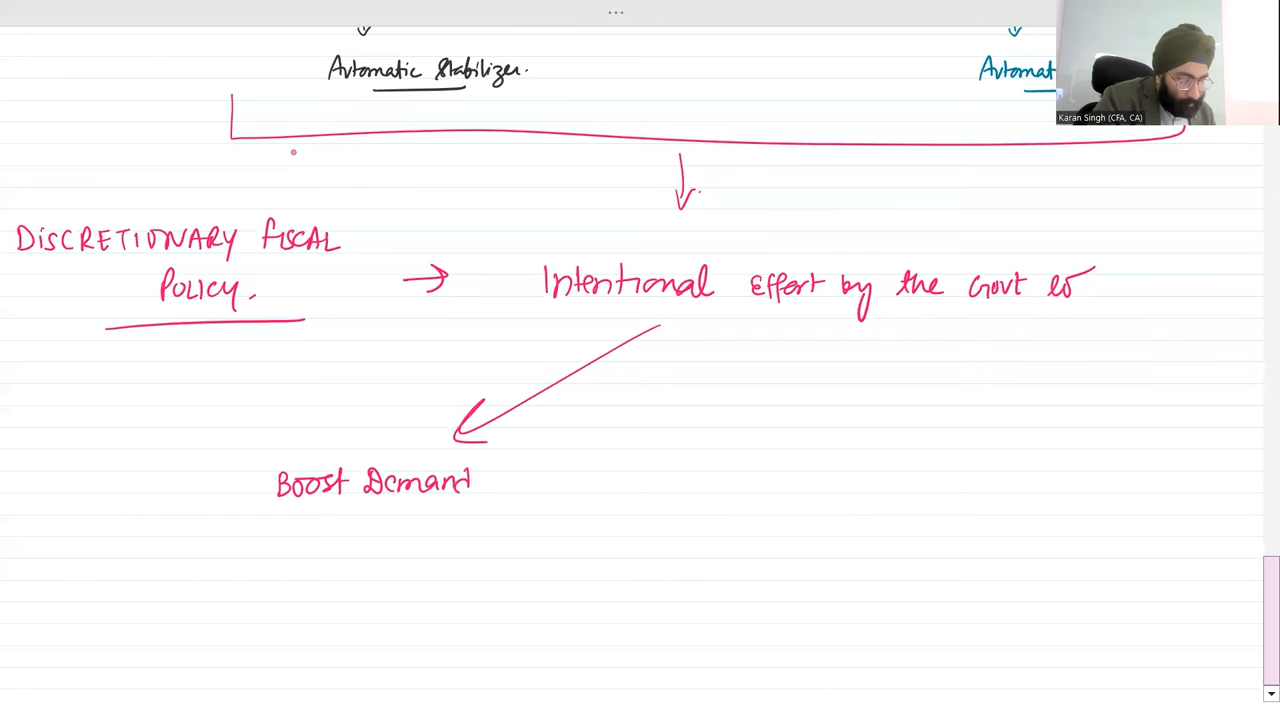 Automatic Stabilizer.
Automat
Karan Singh (CFA, CA)
DISCRETIONARY FISCAL
POLICY.
→ Intentional Effort by the Govt to
Boost Demand